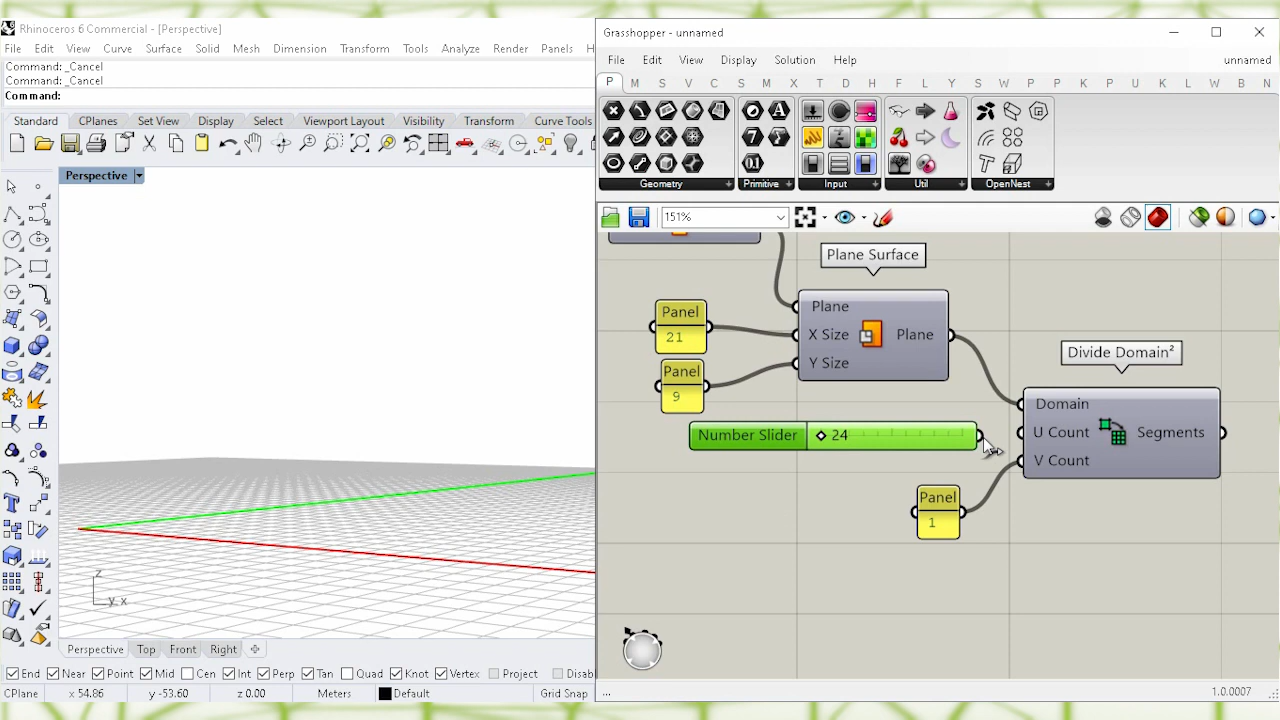 Rhinoceros 6 Commercial - [Perspective]
File Edit View Curve Surface Solid Mesh Dimension Transform Tools Analyze Render Panels H
Command: _Cancel
Command: _Cancel
Command:
Standard CPlanes Set View Display Select Viewport Layout Visibility Transform Curve Tools
Perspective
z
y x
Perspective Top Front Right
End Near Point Mid Cen Int Perp Tan Quad Knot Vertex Project Disab
CPlane x 54.86 y -53.60 z 0.00 Meters Default Grid Snap
Grasshopper - unnamed
File Edit View Display Solution Help unnamed
P M S V C S M X T D H F L Y S W P P U K L W B N
Geometry Primitive Input Util OpenNest
151%
Plane Surface
Panel
21
Plane
X Size
Y Size
Plane
Panel
9
Divide Domain²
Domain
U Count
V Count
Segments
Number Slider 24
Panel
1
... 1.0.0007